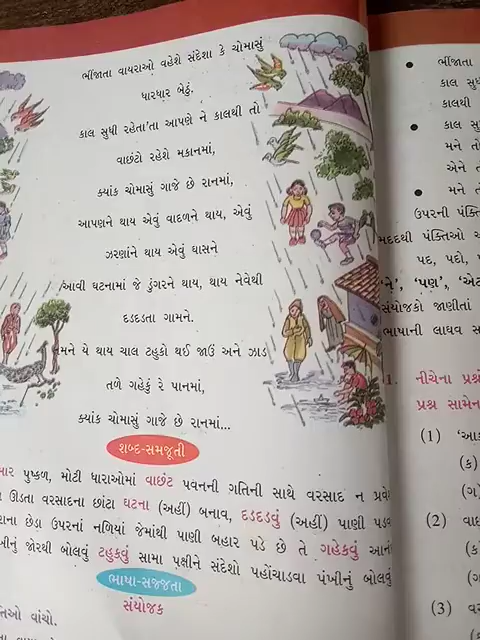 ભીંજાતા વાયરાઓ વહેશે સંદેશા કે ચોમાસું
ધારધાર બેઠું.
કાલ સુધી રહેતા'તા આપણે ને કાલથી તો
વાછંટો રહેશે મકાનમાં,
ક્યાંક ચોમાસું ગાજે છે રાનમાં,
આપણને થાય એવું વાદળને થાય, એવું
ઝરણાંને થાય એવું ઘાસને
આવી ઘટનામાં જે ડુંગરને થાય, થાય નેવેથી
દડદડતા ગામને.
તમને યે થાય ચાલ ટહુકો થઈ જાઉં અને ઝાડ
તળે ગહેકું રે પાનમાં,
ક્યાંક ચોમાસું ગાજે છે રાનમાં...
શબ્દ-સમજૂતી
પુષ્કળ, મોટી ધારાઓમાં વાછંટ પવનની ગતિની સાથે વરસાદ ન
ઊડતા વરસાદના છાંટા ઘટના (અહીં) બનાવ, દડદડવું (અહીં) પાણી
છેડા ઉપરનાં નળિયાં જેમાંથી પાણી બહાર પડે છે તે ગહેકવું
જોરથી બોલવું ટહુકવું સામા પક્ષીને સંદેશો પહોંચાડવા પંખીનું બોલવું
ભાષા-સજ્જતા
સંયોજક
વાંચો.
• ભીંજાતા
કાલ
કાલથી
• કાલ
મને
એને
• મને
ઉપરની
મદદથી પંક્તિઓ
પદ, પદો,
'ને', 'પણ',
સંયોજકો જાણીતાં
ભાષાની લાઘવ
1. નીચેના
પ્રશ્ન સામેન
(1)
(ક)
(ગ)
(2)
(ક)
(ગ)
(3)